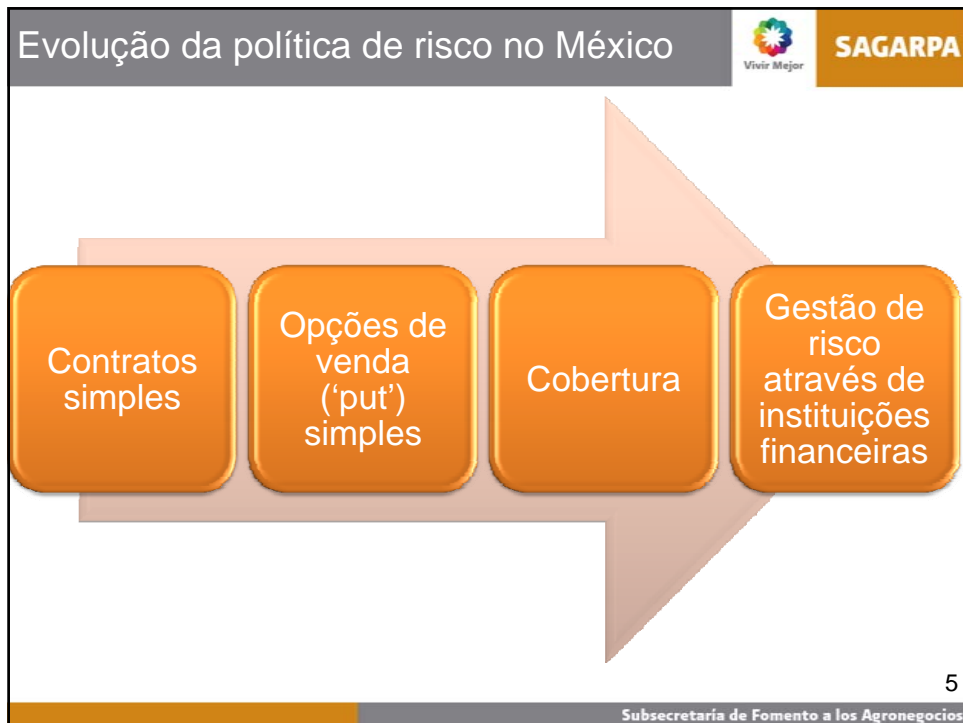 Evolução da política de risco no México
Vivir Mejor
SAGARPA
Contratos
simples
Opções de
venda
(‘put’)
simples
Cobertura
Gestão de
risco
através de
instituições
financeiras
5
Subsecretaría de Fomento a los Agronegocios